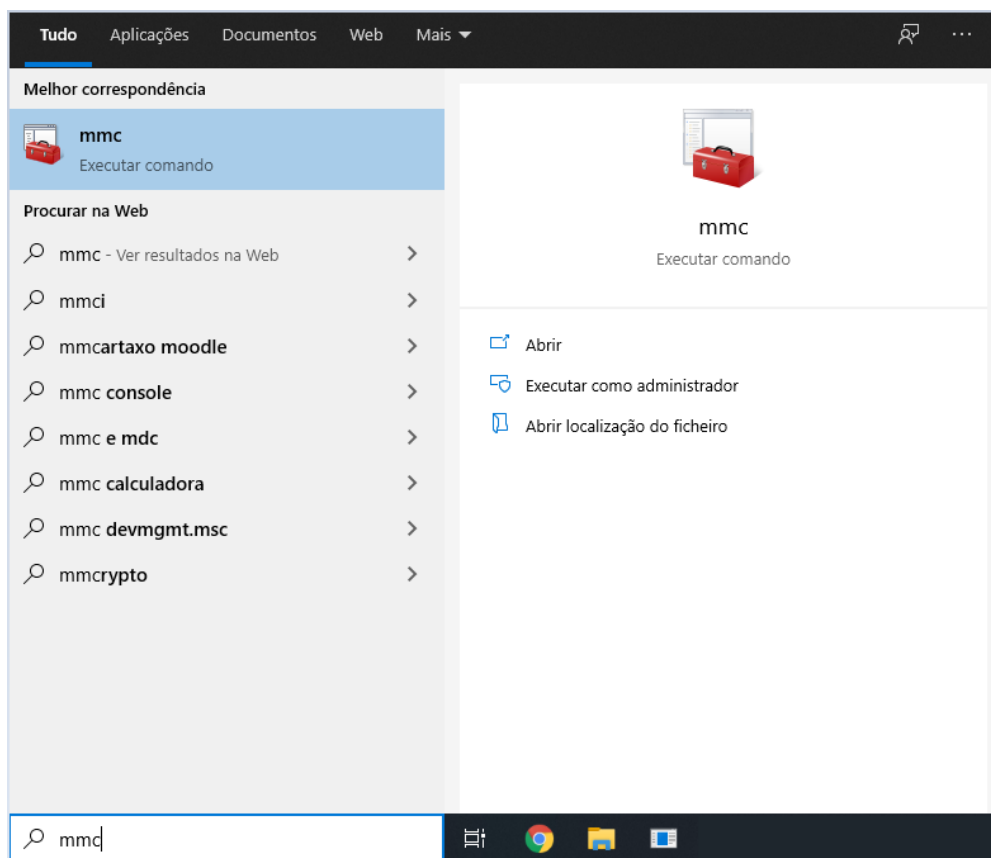 Tudo Aplicações Documentos Web Mais
Melhor correspondência
mmc
Executar comando
Procurar na Web
mmc - Ver resultados na Web
mmci
mmcartaxo moodle
mmc console
mmc e mdc
mmc calculadora
mmc devmgmt.msc
mmcrypto
mmc
Executar comando
Abrir
Executar como administrador
Abrir localização do ficheiro
mmc